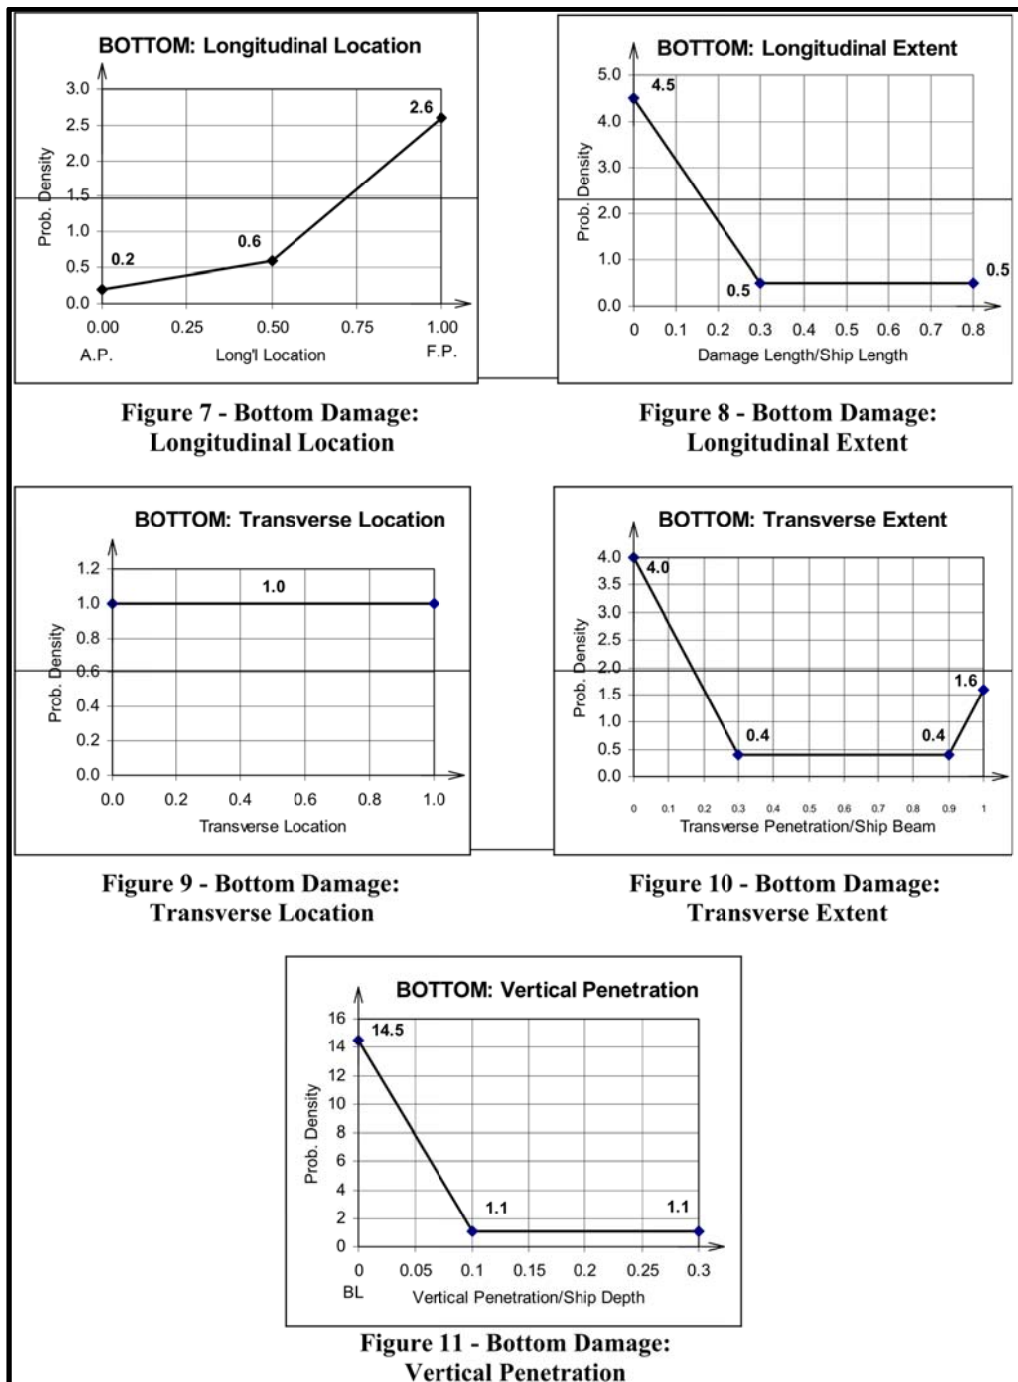 BOTTOM: Longitudinal Location
3.0
2.5
2.0
1.5
1.0
0.5
0.0
Prob. Density
0.2
0.6
2.6
0.00 0.25 0.50 0.75 1.00
A.P. Long'l Location F.P.
Figure 7 - Bottom Damage:
Longitudinal Location
BOTTOM: Longitudinal Extent
5.0
4.0
3.0
2.0
1.0
0.0
Prob. Density
4.5
0.5
0.5
0 0.1 0.2 0.3 0.4 0.5 0.6 0.7 0.8
Damage Length/Ship Length
Figure 8 - Bottom Damage:
Longitudinal Extent
BOTTOM: Transverse Location
1.2
1.0
0.8
0.6
0.4
0.2
0.0
Prob. Density
1.0
0.0 0.2 0.4 0.6 0.8 1.0
Transverse Location
Figure 9 - Bottom Damage:
Transverse Location
BOTTOM: Transverse Extent
4.0
3.5
3.0
2.5
2.0
1.5
1.0
0.5
0.0
Prob. Density
4.0
0.4
0.4
1.6
0 0.1 0.2 0.3 0.4 0.5 0.6 0.7 0.8 0.9 1
Transverse Penetration/Ship Beam
Figure 10 - Bottom Damage:
Transverse Extent
BOTTOM: Vertical Penetration
16
14
12
10
8
6
4
2
0
Prob. Density
14.5
1.1
1.1
0 0.05 0.1 0.15 0.2 0.25 0.3
BL Vertical Penetration/Ship Depth
Figure 11 - Bottom Damage:
Vertical Penetration